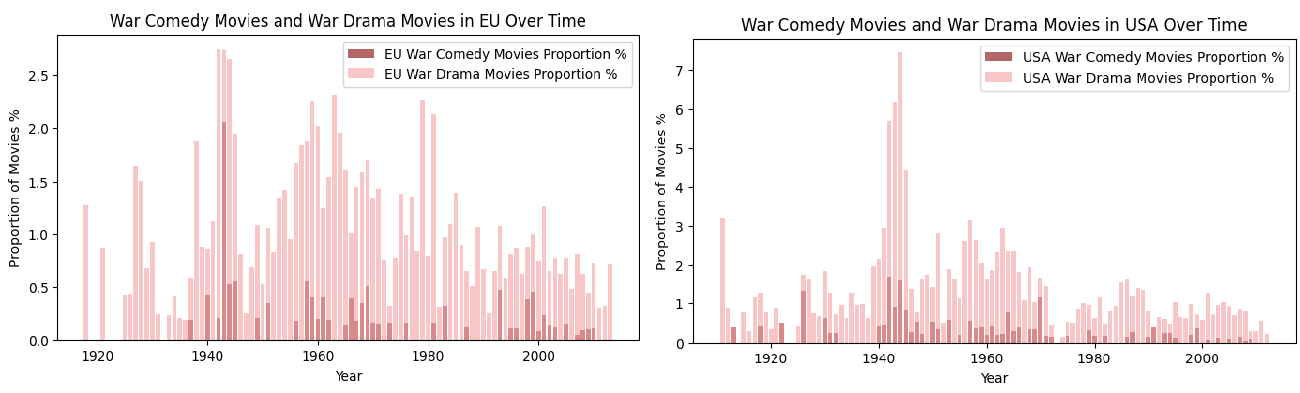 War Comedy Movies and War Drama Movies in EU Over Time
EU War Comedy Movies Proportion %
EU War Drama Movies Proportion %
Proportion of Movies %
2.5
2.0
1.5
1.0
0.5
0.0
1920 1940 1960 1980 2000
Year
War Comedy Movies and War Drama Movies in USA Over Time
USA War Comedy Movies Proportion %
USA War Drama Movies Proportion %
Proportion of Movies %
7
6
5
4
3
2
1
0
1920 1940 1960 1980 2000
Year